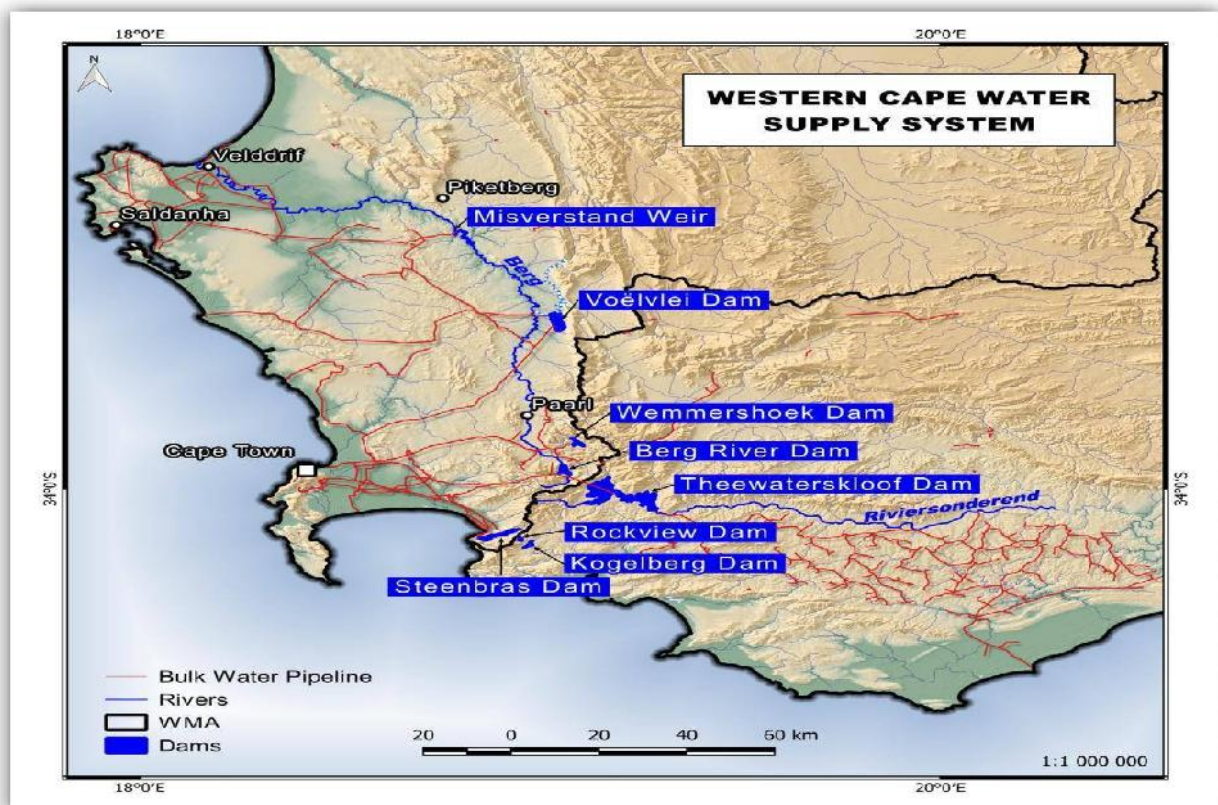 18°0'E
20°0'E
N
WESTERN CAPE WATER
SUPPLY SYSTEM
Velddrif
Piketberg
Saldanha
Misverstand Weir
Berg
Voëlvlei Dam
Paarl
Wemmershoek Dam
Cape Town
Berg River Dam
34°0'S
34°0'S
Theewaterskloof Dam
Riviersonderend
Rockview Dam
Kogelberg Dam
Steenbras Dam
Bulk Water Pipeline
Rivers
WMA
Dams
20 0 20 40 60 km
1:1 000 000
18°0'E
20°0'E